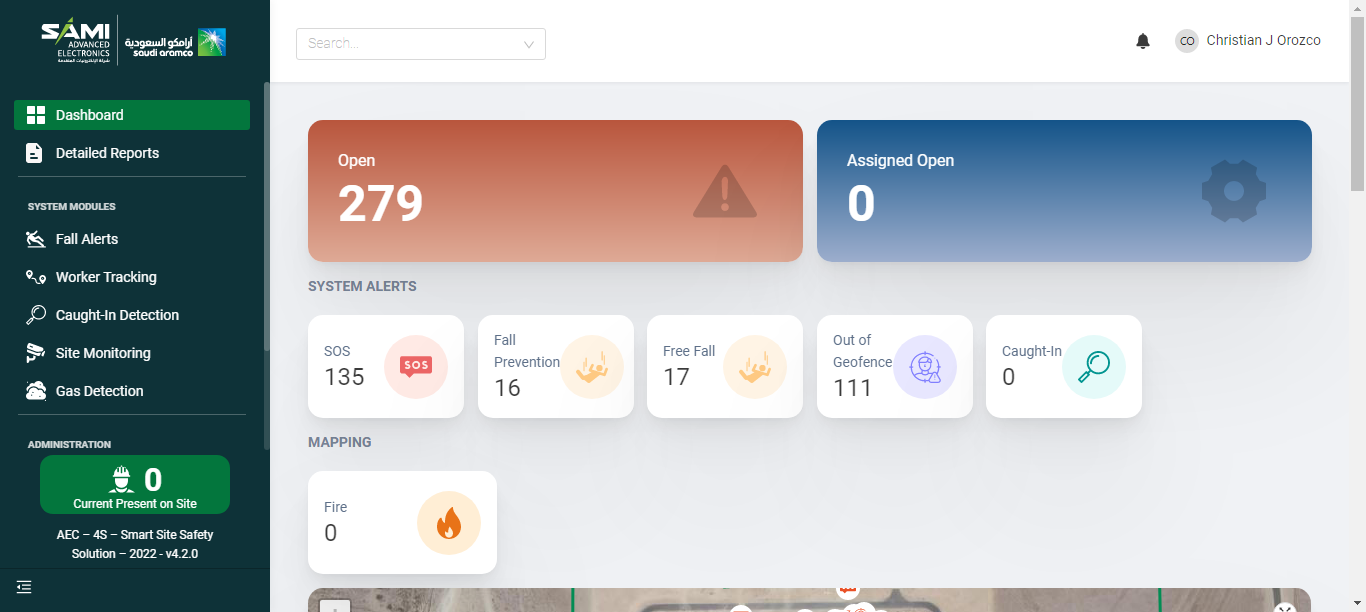 SAMI
ADVANCED
ELECTRONICS
شركة الإلكترونيات المتقدمة
أرامكو السعودية
saudi aramco
Search...
CO
Christian J Orozco
Dashboard
Detailed Reports
SYSTEM MODULES
Fall Alerts
Worker Tracking
Caught-In Detection
Site Monitoring
Gas Detection
ADMINISTRATION
0
Current Present on Site
AEC – 4S – Smart Site Safety
Solution – 2022 - v4.2.0
Open
279
Assigned Open
0
SYSTEM ALERTS
SOS
135
SOS
Fall
Prevention
16
Free Fall
17
Out of
Geofence
111
Caught-In
0
MAPPING
Fire
0